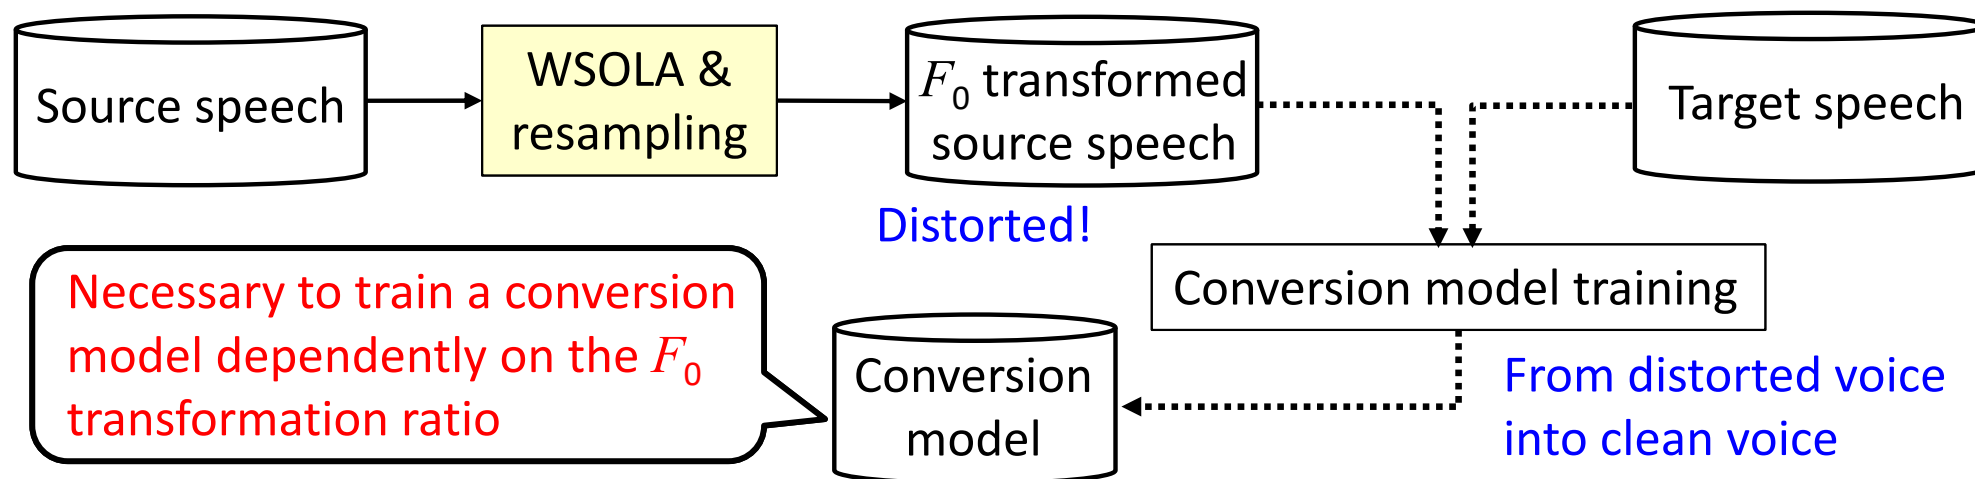 Source speech
WSOLA &
resampling
F0 transformed
source speech
Target speech
Distorted!
Conversion model training
Necessary to train a conversion
model dependently on the F0
transformation ratio
Conversion
model
From distorted voice
into clean voice